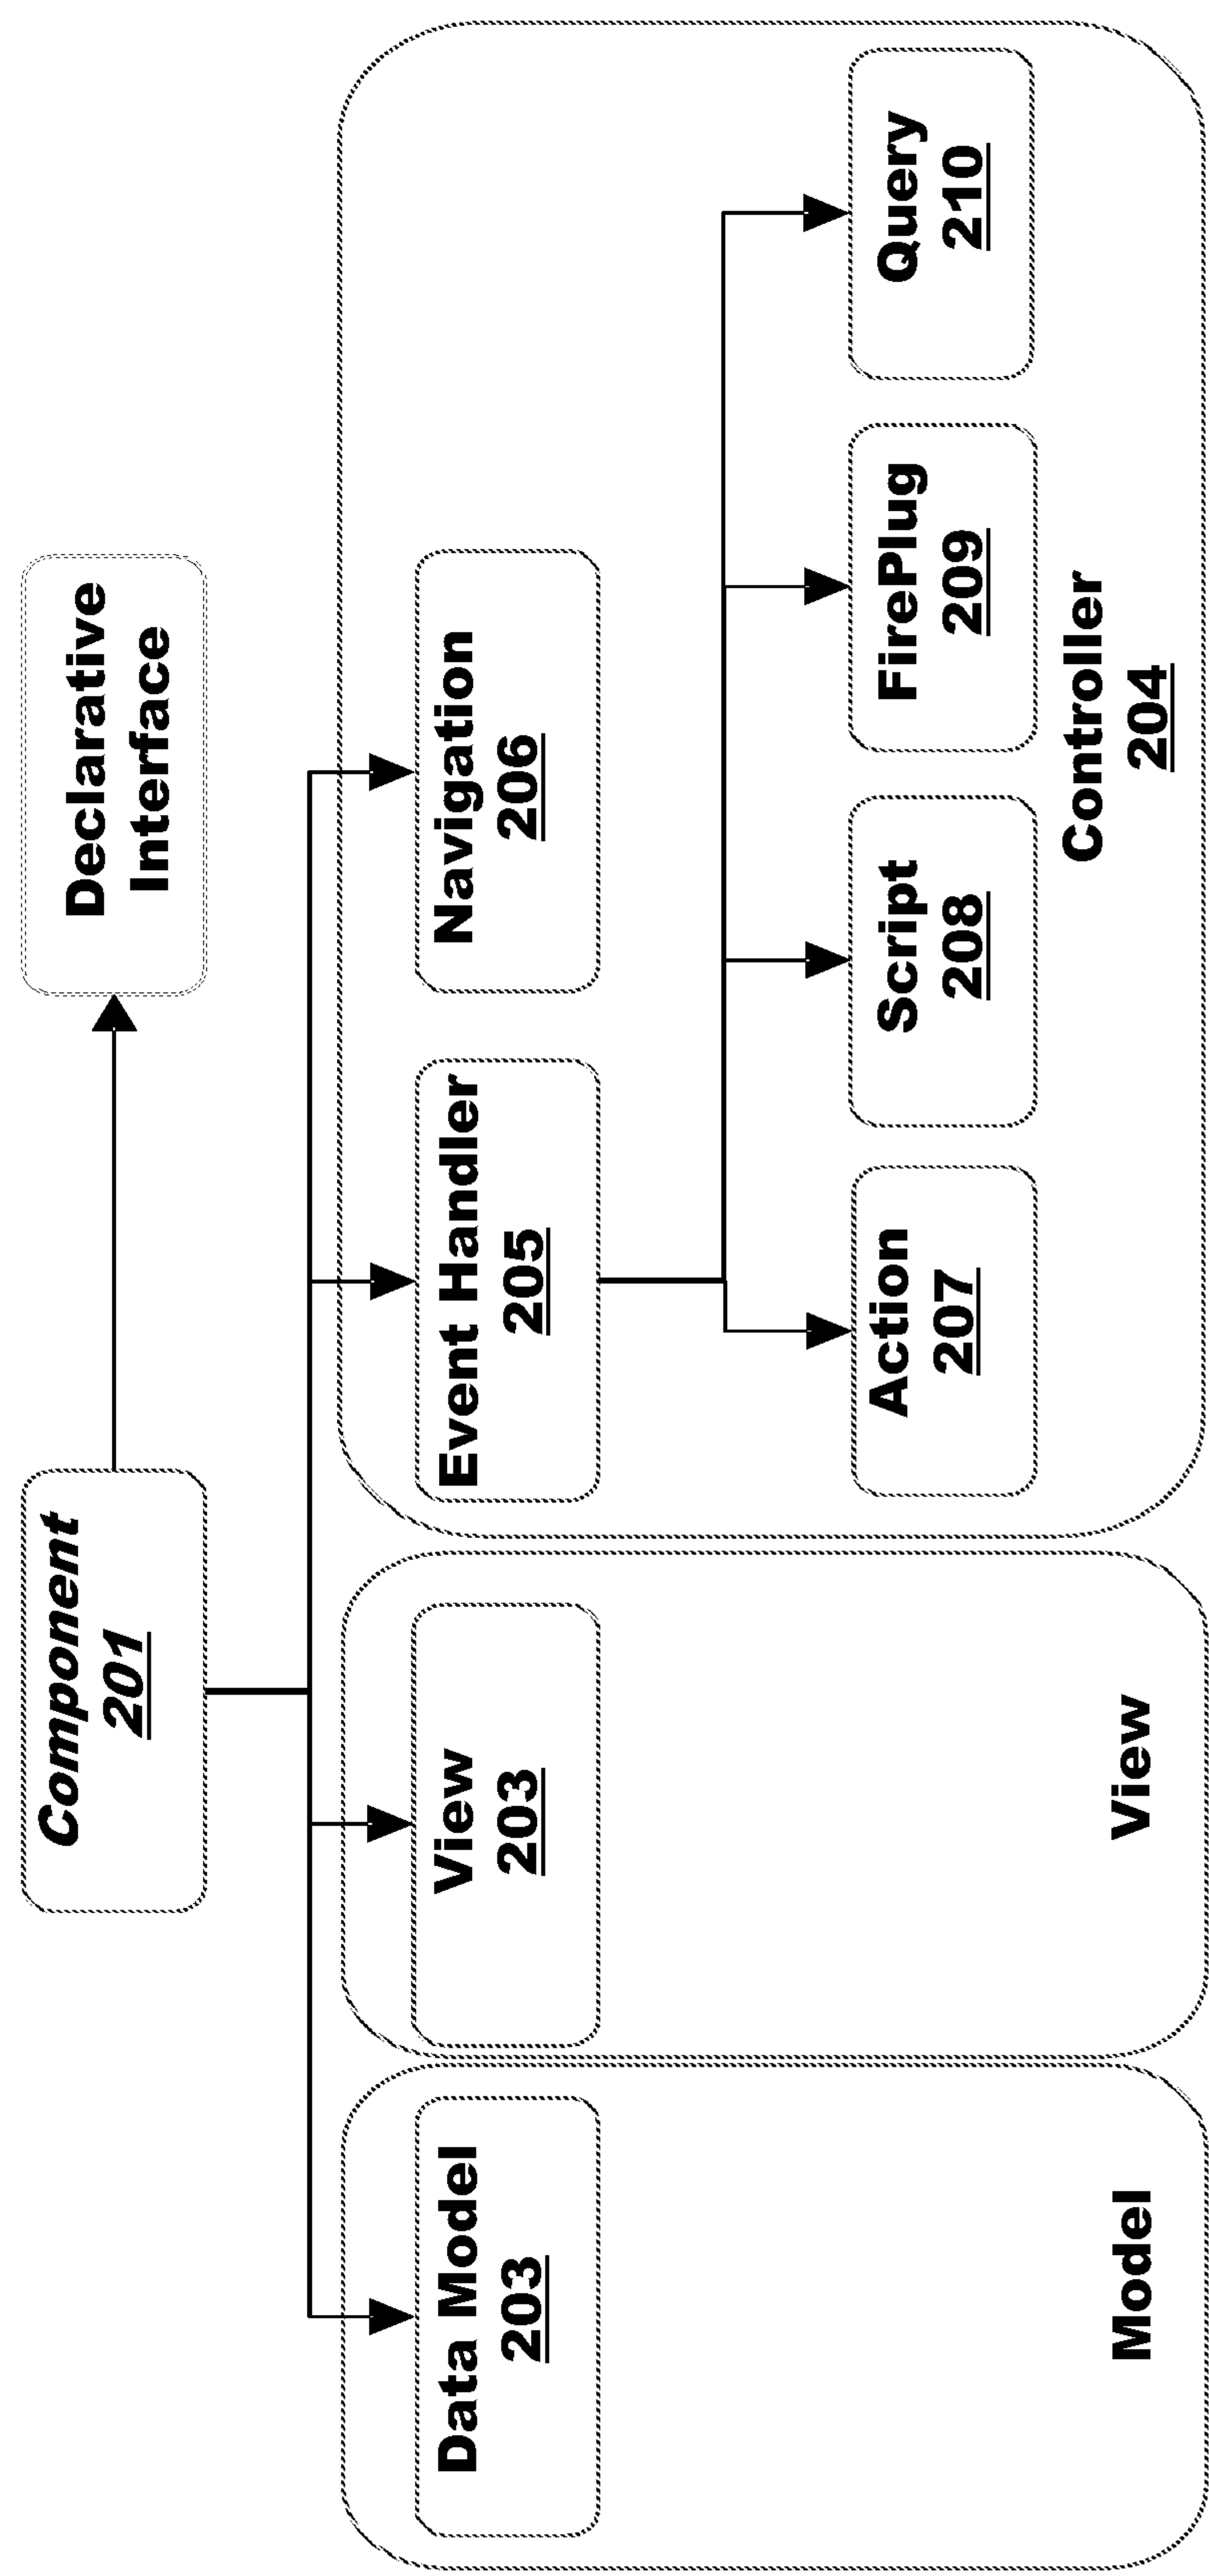 Component
201
Declarative
Interface
Data Model
203
View
203
Event Handler
205
Navigation
206
Action
207
Script
208
FirePlug
209
Query
210
Model
View
Controller
204